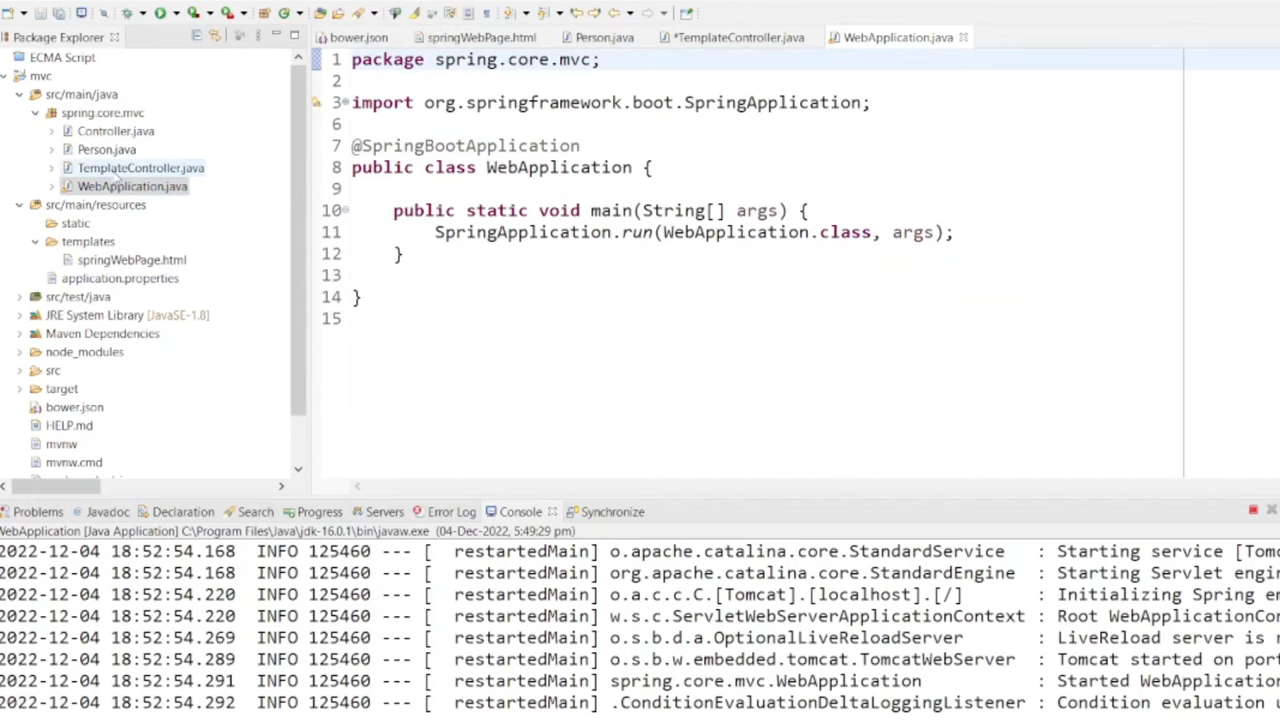 Package Explorer
bower.json
springWebPage.html
Person.java
*TemplateController.java
WebApplication.java
ECMA Script
mvc
src/main/java
spring.core.mvc
Controller.java
Person.java
TemplateController.java
WebApplication.java
src/main/resources
static
templates
springWebPage.html
application.properties
src/test/java
JRE System Library [JavaSE-1.8]
Maven Dependencies
node_modules
src
target
bower.json
HELP.md
mvnw
mvnw.cmd
1 package spring.core.mvc;
2
3 import org.springframework.boot.SpringApplication;
6
7 @SpringBootApplication
8 public class WebApplication {
9
10 public static void main(String[] args) {
11 SpringApplication.run(WebApplication.class, args);
12 }
13
14 }
15
Problems Javadoc Declaration Search Progress Servers Error Log Console Synchronize
WebApplication [Java Application] C:\Program Files\Java\jdk-16.0.1\bin\javaw.exe (04-Dec-2022, 5:49:29 pm)
2022-12-04 18:52:54.168 INFO 125460 --- [ restartedMain] o.apache.catalina.core.StandardService : Starting service [Tomc
2022-12-04 18:52:54.168 INFO 125460 --- [ restartedMain] org.apache.catalina.core.StandardEngine : Starting Servlet engin
2022-12-04 18:52:54.220 INFO 125460 --- [ restartedMain] o.a.c.c.C.[Tomcat].[localhost].[/] : Initializing Spring em
2022-12-04 18:52:54.220 INFO 125460 --- [ restartedMain] w.s.c.ServletWebServerApplicationContext : Root WebApplicationCon
2022-12-04 18:52:54.269 INFO 125460 --- [ restartedMain] o.s.b.d.a.OptionalLiveReloadServer : LiveReload server is r
2022-12-04 18:52:54.289 INFO 125460 --- [ restartedMain] o.s.b.w.embedded.tomcat.TomcatWebServer : Tomcat started on port
2022-12-04 18:52:54.291 INFO 125460 --- [ restartedMain] spring.core.mvc.WebApplication : Started WebApplication
2022-12-04 18:52:54.292 INFO 125460 --- [ restartedMain] .ConditionEvaluationDeltaLoggingListener : Condition evaluation u